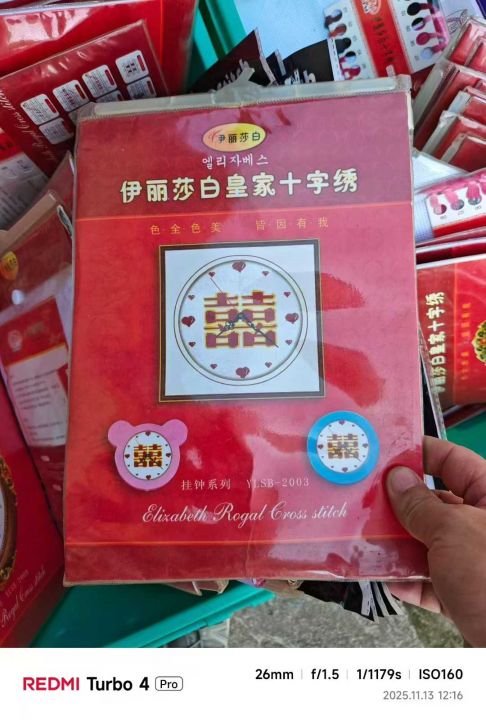 伊丽莎白
엘리자베스
伊丽莎白皇家十字绣
色·全·色·美 皆·因·有·我
囍
囍
囍
挂钟系列 YLSB-2003
Elizabeth Rogal Cross stitch
伊丽莎白皇家十字绣
REDMI Turbo 4 Pro
26mm f/1.5 1/1179s ISO160
2025.11.13 12:16